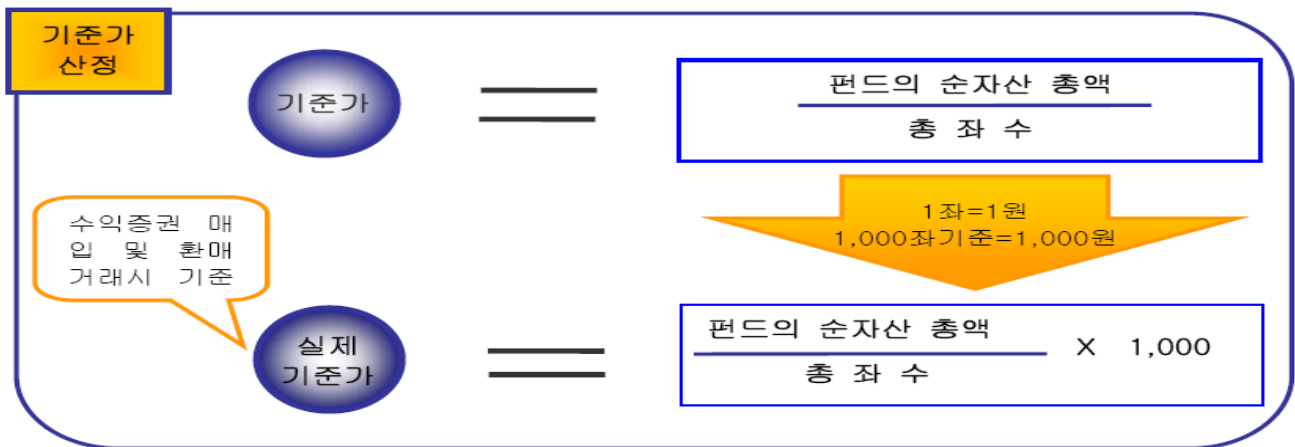 기준가
산정
기준가
펀드의 순자산 총액
총 좌 수
1좌=1원
1,000좌기준=1,000원
수익증권 매
입 및 환매
거래시 기준
실제
기준가
펀드의 순자산 총액
총 좌 수
X 1,000